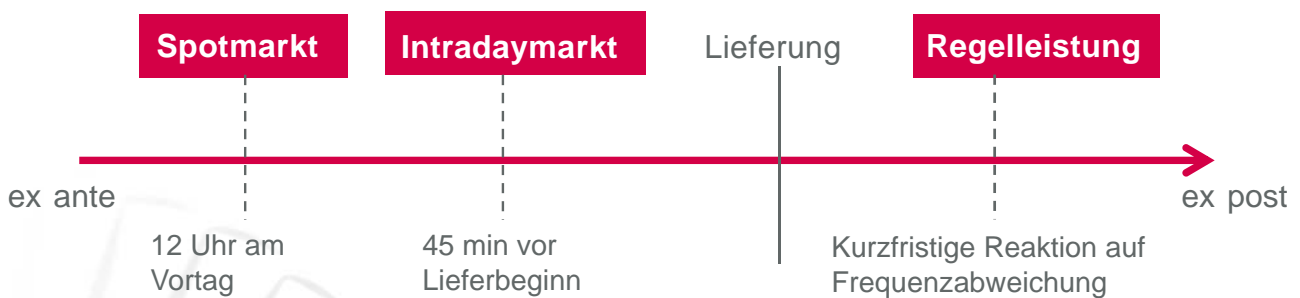 Spotmarkt
Intradaymarkt
Lieferung
Regelleistung
ex ante
ex post
12 Uhr am
Vortag
45 min vor
Lieferbeginn
Kurzfristige Reaktion auf
Frequenzabweichung